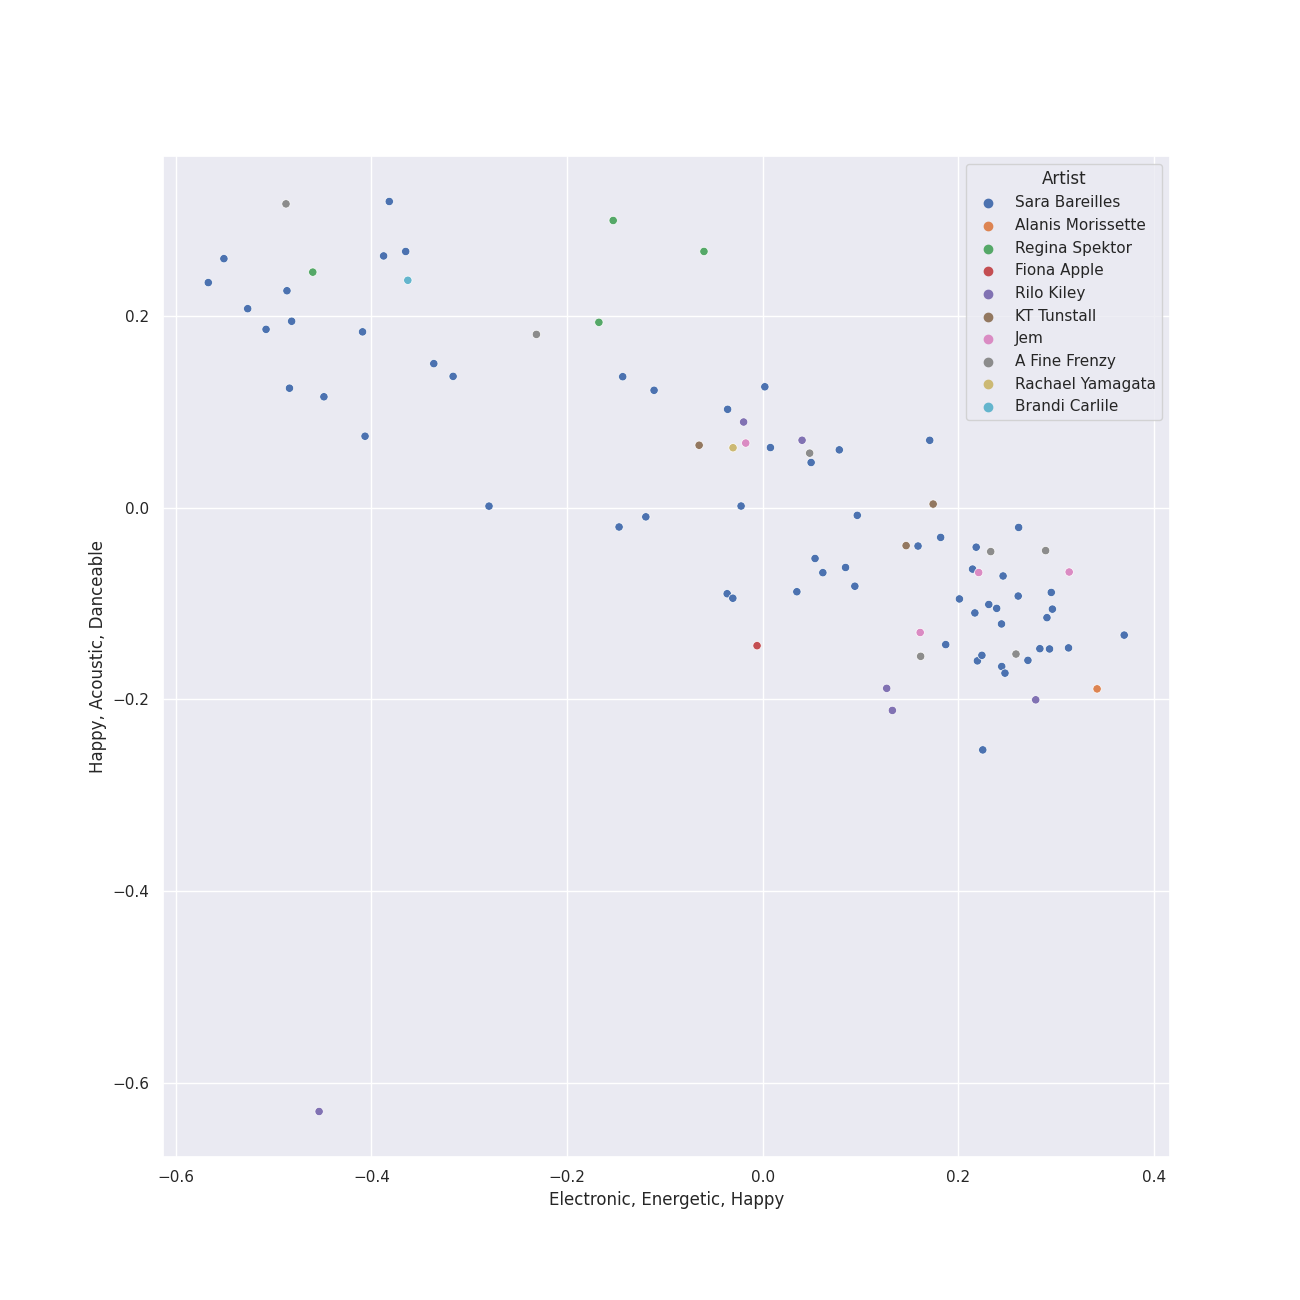 Artist
Sara Bareilles
Alanis Morissette
Regina Spektor
Fiona Apple
Rilo Kiley
KT Tunstall
Jem
A Fine Frenzy
Rachael Yamagata
Brandi Carlile
0.2
0.0
−0.2
−0.4
−0.6
Happy, Acoustic, Danceable
−0.6 −0.4 −0.2 0.0 0.2 0.4
Electronic, Energetic, Happy